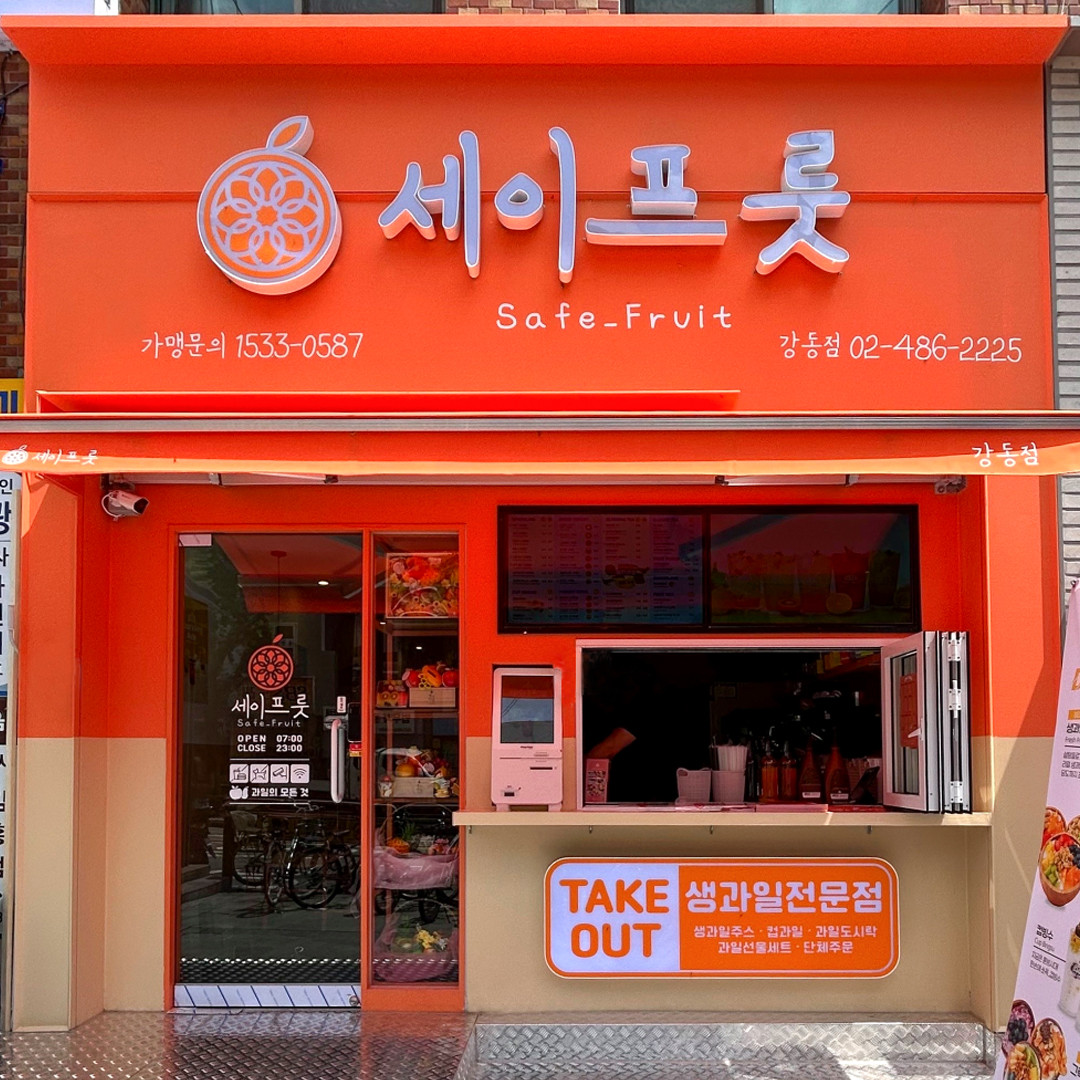 세이프룻
Safe_Fruit
가맹문의 1533-0587
강동점 02-486-2225
세이프룻
강동점
세이프룻
Safe_Fruit
OPEN 07:00
CLOSE 23:00
과일의 모든 것
TAKE OUT
생과일전문점
생과일주스 · 컵과일 · 과일도시락
과일선물세트 · 단체주문
컵빙수